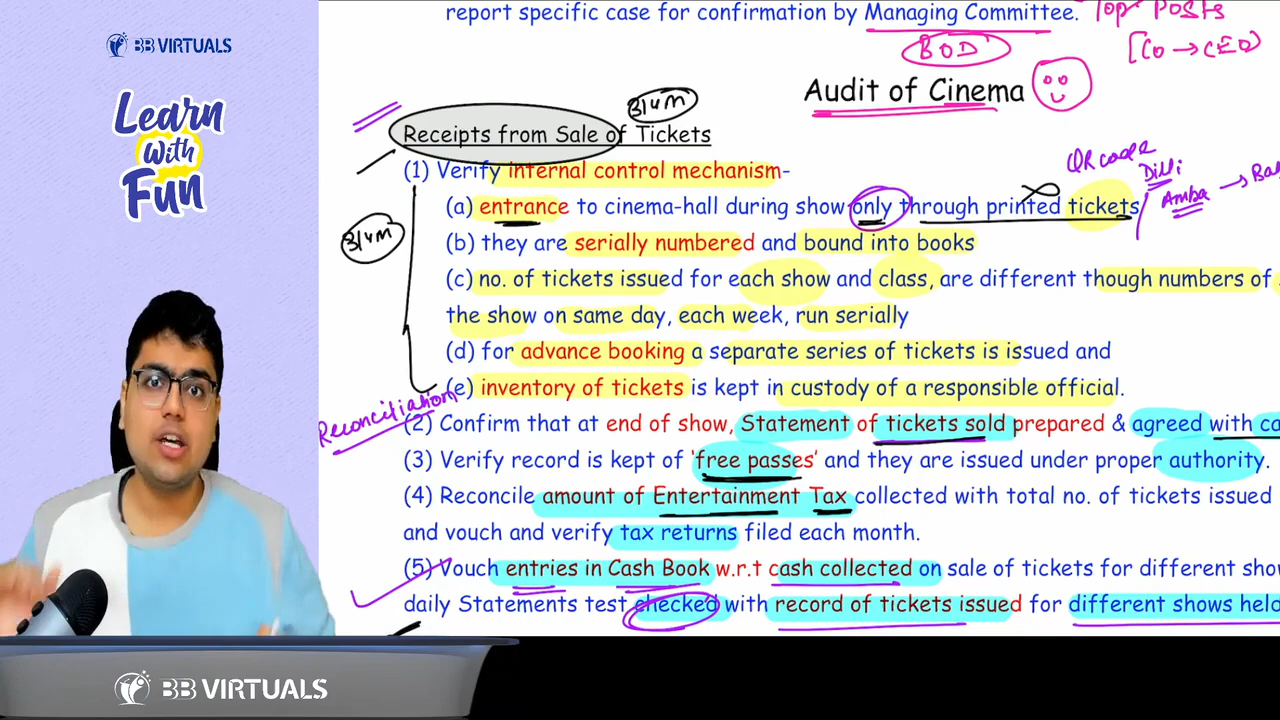 report specific case for confirmation by Managing Committee. Top Posts
BOD
[CO → CEO)
BB VIRTUALS
Learn
With
Fun
Audit of Cinema
3/4M
Receipts from Sale of Tickets
(1) Verify internal control mechanism-
QR code
Dilli
Amba →
(a) entrance to cinema-hall during show only through printed tickets
3/4M
(b) they are serially numbered and bound into books
(c) no. of tickets issued for each show and class, are different though numbers of
the show on same day, each week, run serially
(d) for advance booking a separate series of tickets is issued and
(e) inventory of tickets is kept in custody of a responsible official.
Reconciliation
(2) Confirm that at end of show, Statement of tickets sold prepared & agreed with
(3) Verify record is kept of 'free passes' and they are issued under proper authority.
(4) Reconcile amount of Entertainment Tax collected with total no. of tickets issued
and vouch and verify tax returns filed each month.
(5) Vouch entries in Cash Book w.r.t cash collected on sale of tickets for different
daily Statements test checked with record of tickets issued for different shows held
BB VIRTUALS